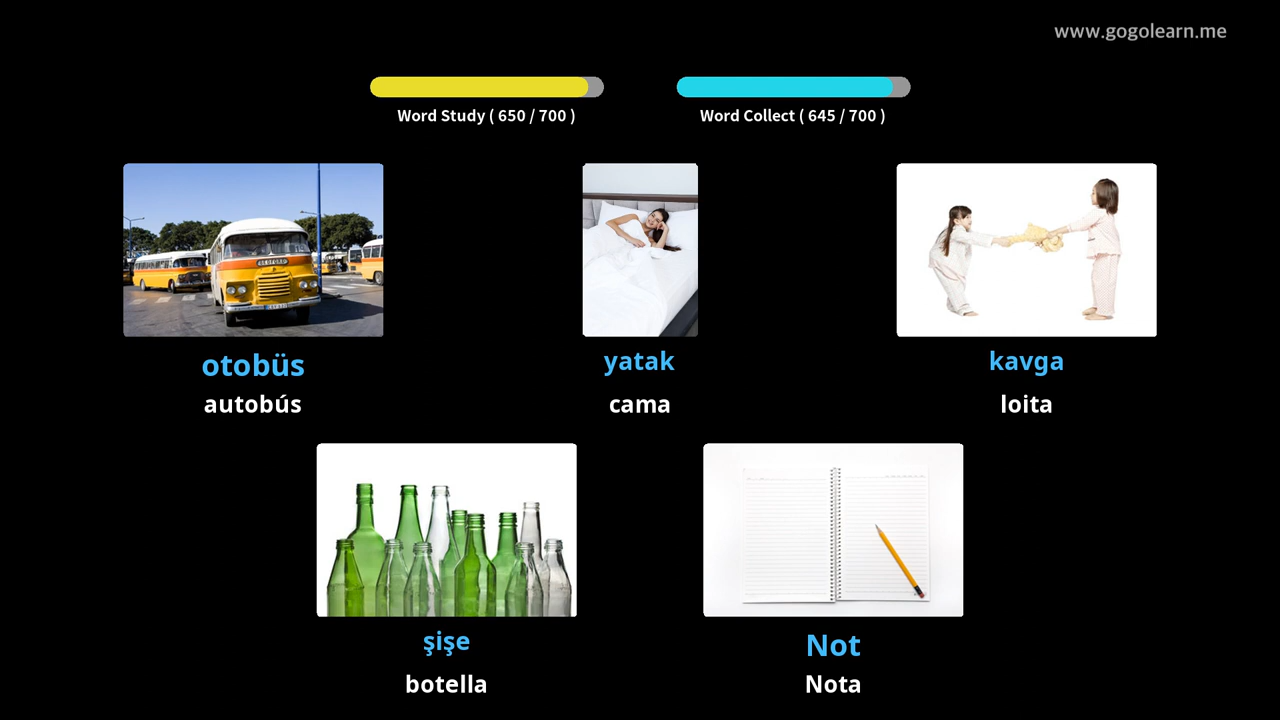 www.gogolearn.me
Word Study ( 650 / 700 )
Word Collect ( 645 / 700 )
otobüs
autobús
yatak
cama
kavga
loita
şişe
botella
Not
Nota